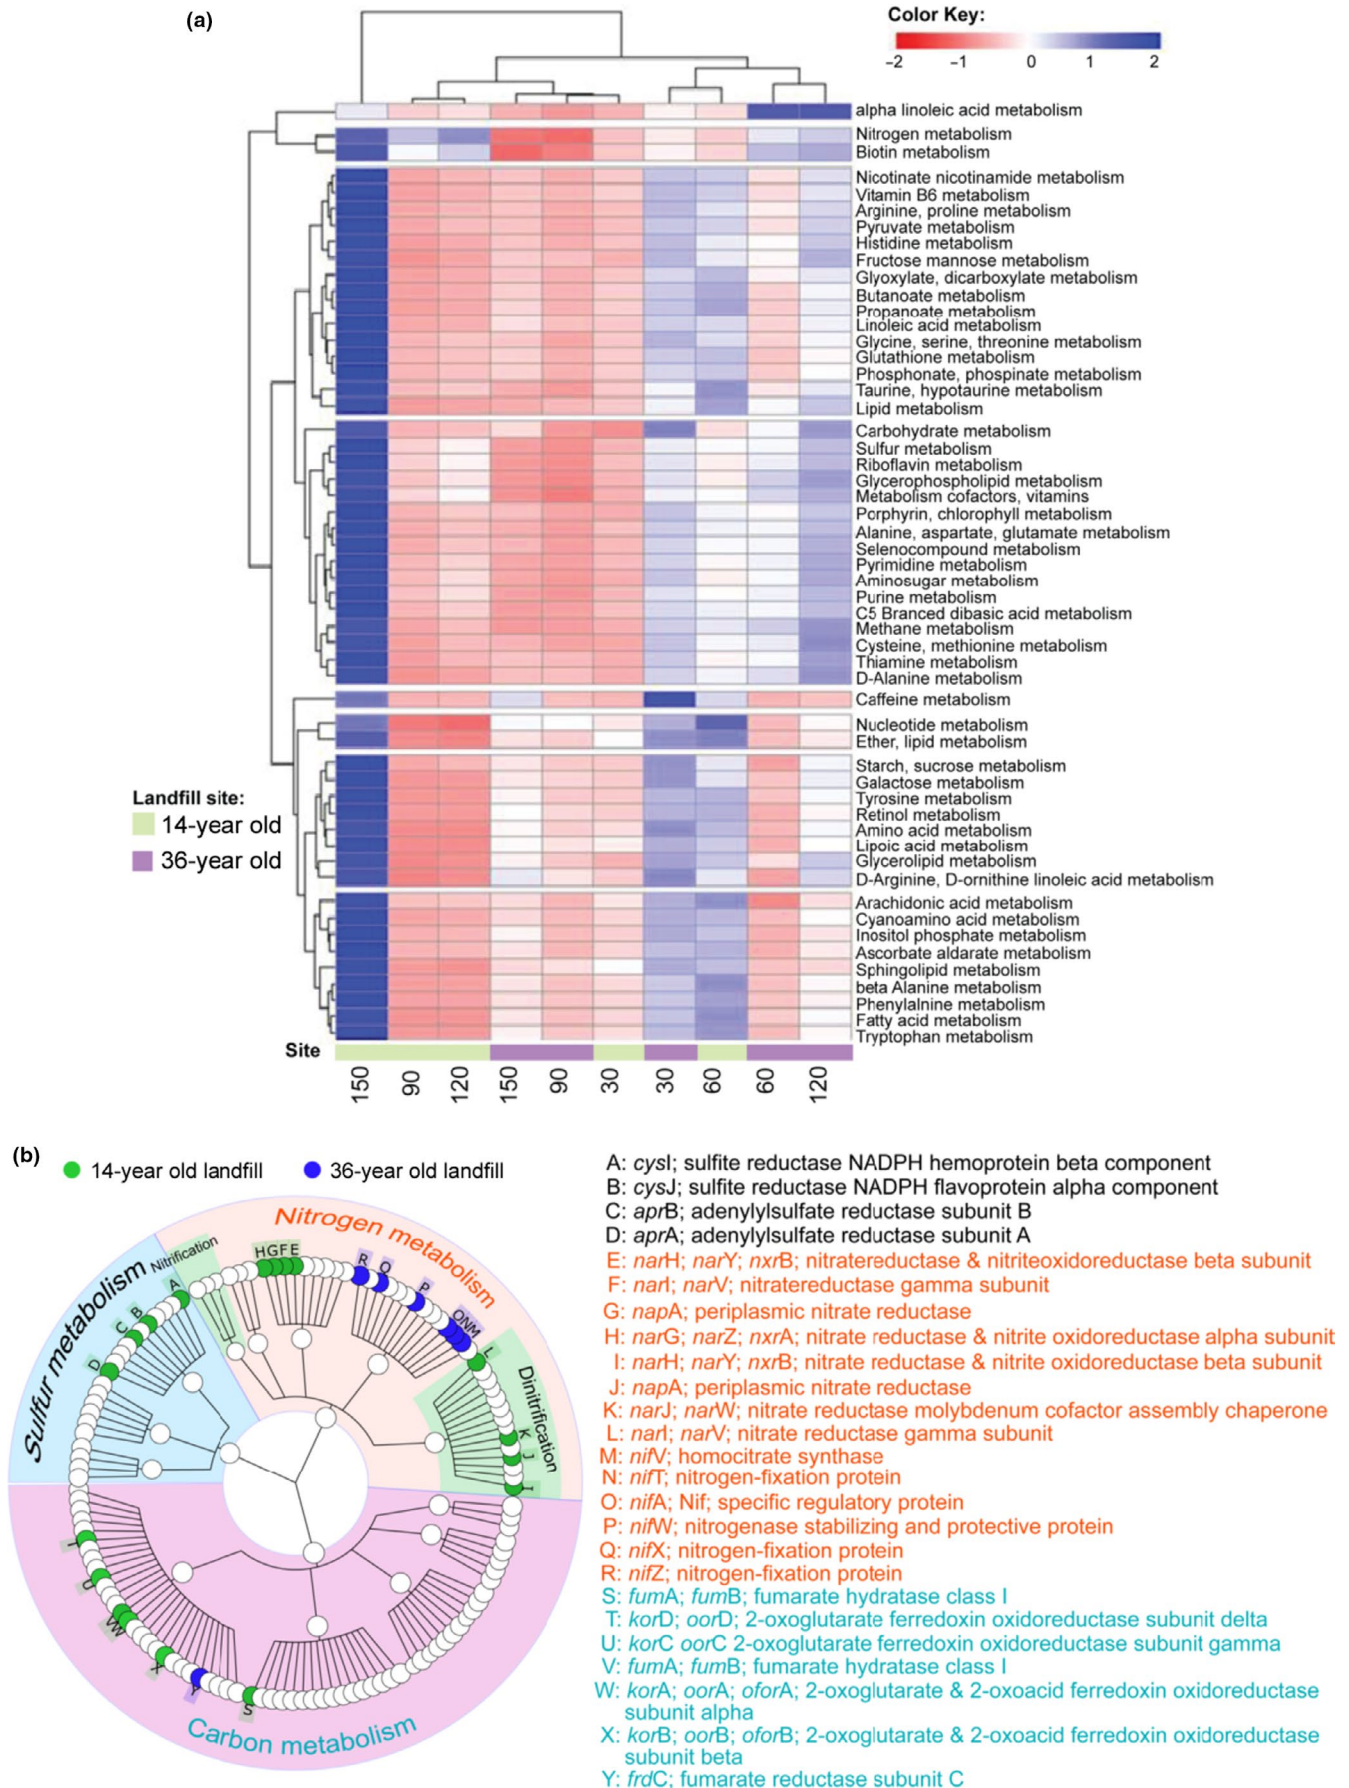 (a)
Color Key:
−2 −1 0 1 2
alpha linoleic acid metabolism
Nitrogen metabolism
Biotin metabolism
Nicotinate nicotinamide metabolism
Vitamin B6 metabolism
Arginine, proline metabolism
Pyruvate metabolism
Histidine metabolism
Fructose mannose metabolism
Glyoxylate, dicarboxylate metabolism
Butanoate metabolism
Propanoate metabolism
Linoleic acid metabolism
Glycine, serine, threonine metabolism
Glutathione metabolism
Phosphonate, phospinate metabolism
Taurine, hypotaurine metabolism
Lipid metabolism
Carbohydrate metabolism
Sulfur metabolism
Riboflavin metabolism
Glycerophospholipid metabolism
Metabolism cofactors, vitamins
Porphyrin, chlorophyll metabolism
Alanine, aspartate, glutamate metabolism
Selenocompound metabolism
Pyrimidine metabolism
Aminosugar metabolism
Purine metabolism
C5 Branced dibasic acid metabolism
Methane metabolism
Cysteine, methionine metabolism
Thiamine metabolism
D-Alanine metabolism
Caffeine metabolism
Nucleotide metabolism
Ether, lipid metabolism
Starch, sucrose metabolism
Galactose metabolism
Tyrosine metabolism
Retinol metabolism
Amino acid metabolism
Lipoic acid metabolism
Glycerolipid metabolism
D-Arginine, D-ornithine linoleic acid metabolism
Arachidonic acid metabolism
Cyanoamino acid metabolism
Inositol phosphate metabolism
Ascorbate aldarate metabolism
Sphingolipid metabolism
beta Alanine metabolism
Phenylalnine metabolism
Fatty acid metabolism
Tryptophan metabolism
Landfill site:
14-year old
36-year old
Site
150 90 120 150 90 30 30 60 60 120
(b)
14-year old landfill 36-year old landfill
Nitrogen metabolism
Nitrification
Sulfur metabolism
Dinitrification
Carbon metabolism
A
B
C
D
H G F E
R
Q
P
O N M
L
K
J
I
T
U
V
W
X
Y
S
A: cysI; sulfite reductase NADPH hemoprotein beta component
B: cysJ; sulfite reductase NADPH flavoprotein alpha component
C: aprB; adenylylsulfate reductase subunit B
D: aprA; adenylylsulfate reductase subunit A
E: narH; narY; nxrB; nitratereductase & nitriteoxidoreductase beta subunit
F: narI; narV; nitratereductase gamma subunit
G: napA; periplasmic nitrate reductase
H: narG; narZ; nxrA; nitrate reductase & nitrite oxidoreductase alpha subunit
I: narH; narY; nxrB; nitrate reductase & nitrite oxidoreductase beta subunit
J: napA; periplasmic nitrate reductase
K: narJ; narW; nitrate reductase molybdenum cofactor assembly chaperone
L: narI; narV; nitrate reductase gamma subunit
M: nifV; homocitrate synthase
N: nifT; nitrogen-fixation protein
O: nifA; Nif; specific regulatory protein
P: nifW; nitrogenase stabilizing and protective protein
Q: nifX; nitrogen-fixation protein
R: nifZ; nitrogen-fixation protein
S: fumA; fumB; fumarate hydratase class I
T: korD; oorD; 2-oxoglutarate ferredoxin oxidoreductase subunit delta
U: korC oorC 2-oxoglutarate ferredoxin oxidoreductase subunit gamma
V: fumA; fumB; fumarate hydratase class I
W: korA; oorA; oforA; 2-oxoglutarate & 2-oxoacid ferredoxin oxidoreductase
subunit alpha
X: korB; oorB; oforB; 2-oxoglutarate & 2-oxoacid ferredoxin oxidoreductase
subunit beta
Y: frdC; fumarate reductase subunit C